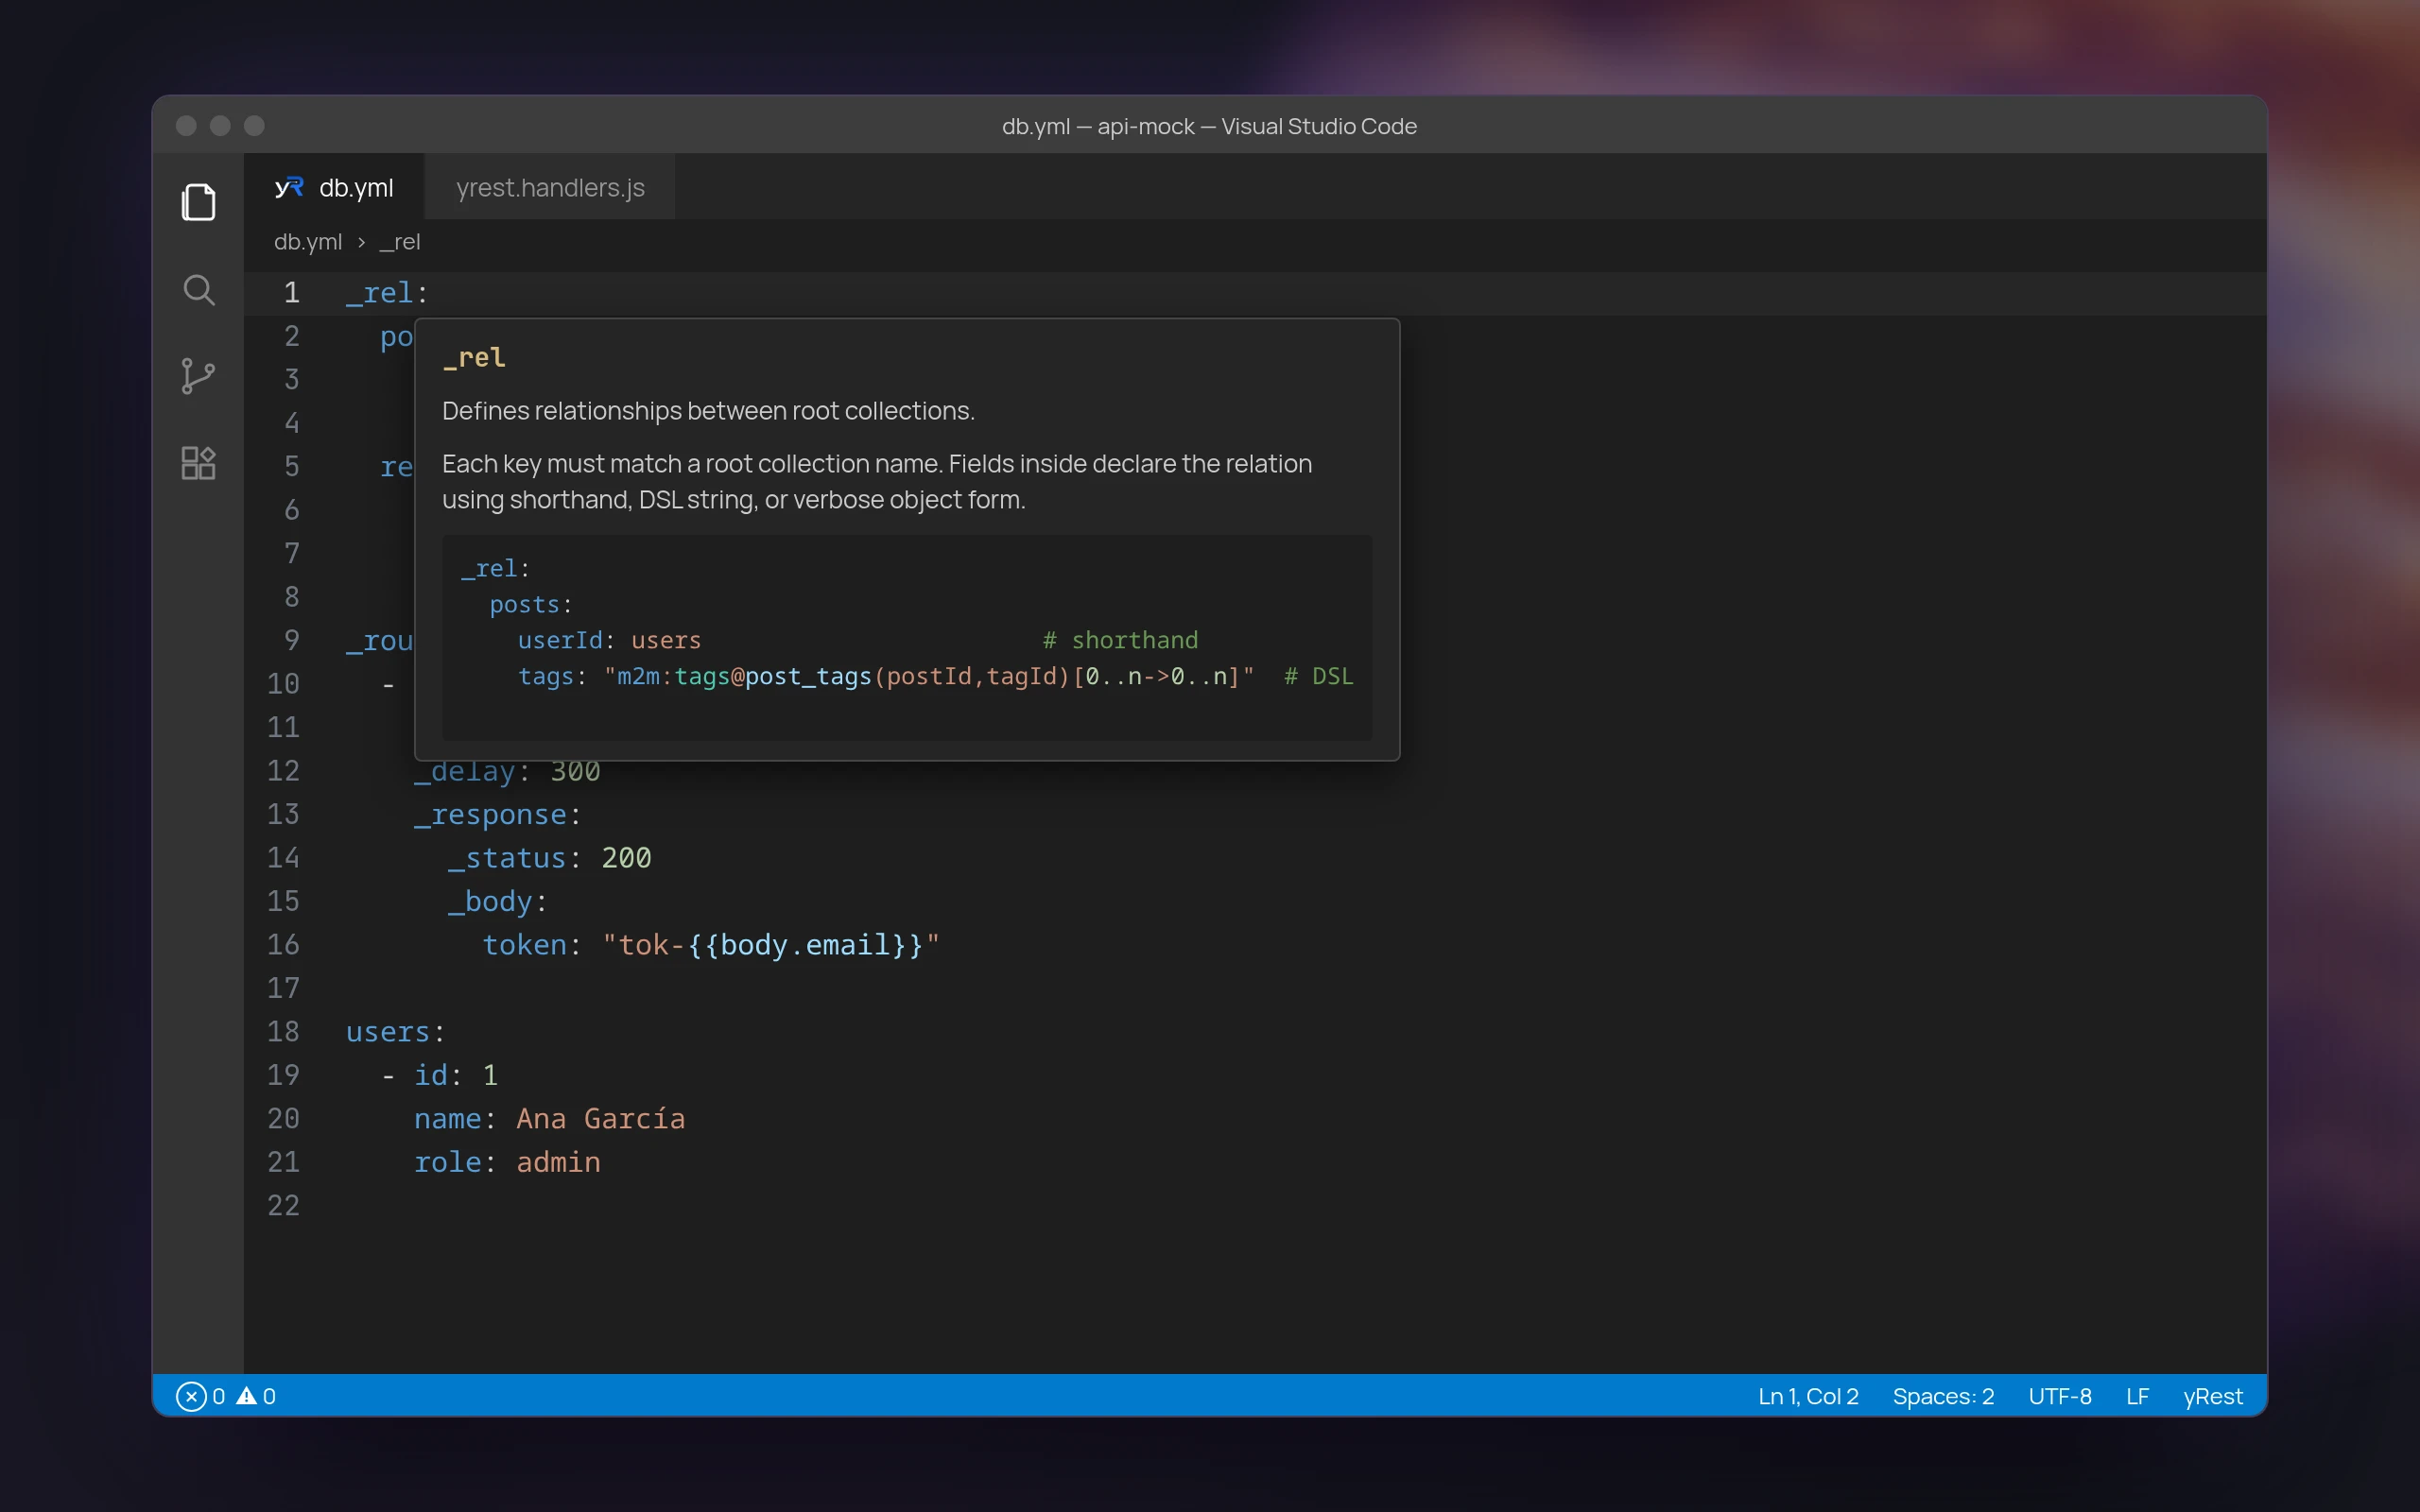 db.yml — api-mock — Visual Studio Code
yR db.yml yrest.handlers.js
db.yml › _rel
1 _rel:
2 po
3
4
5 re
6
7
8
9 _rou
10 -
11
_rel
Defines relationships between root collections.
Each key must match a root collection name. Fields inside declare the relation
using shorthand, DSL string, or verbose object form.
_rel:
posts:
userId: users # shorthand
tags: "m2m:tags@post_tags(postId,tagId)[0..n->0..n]" # DSL
12 _delay: 300
13 _response:
14 _status: 200
15 _body:
16 token: "tok-{{body.email}}"
17
18 users:
19 - id: 1
20 name: Ana García
21 role: admin
22
0 0 Ln 1, Col 2 Spaces: 2 UTF-8 LF yRest